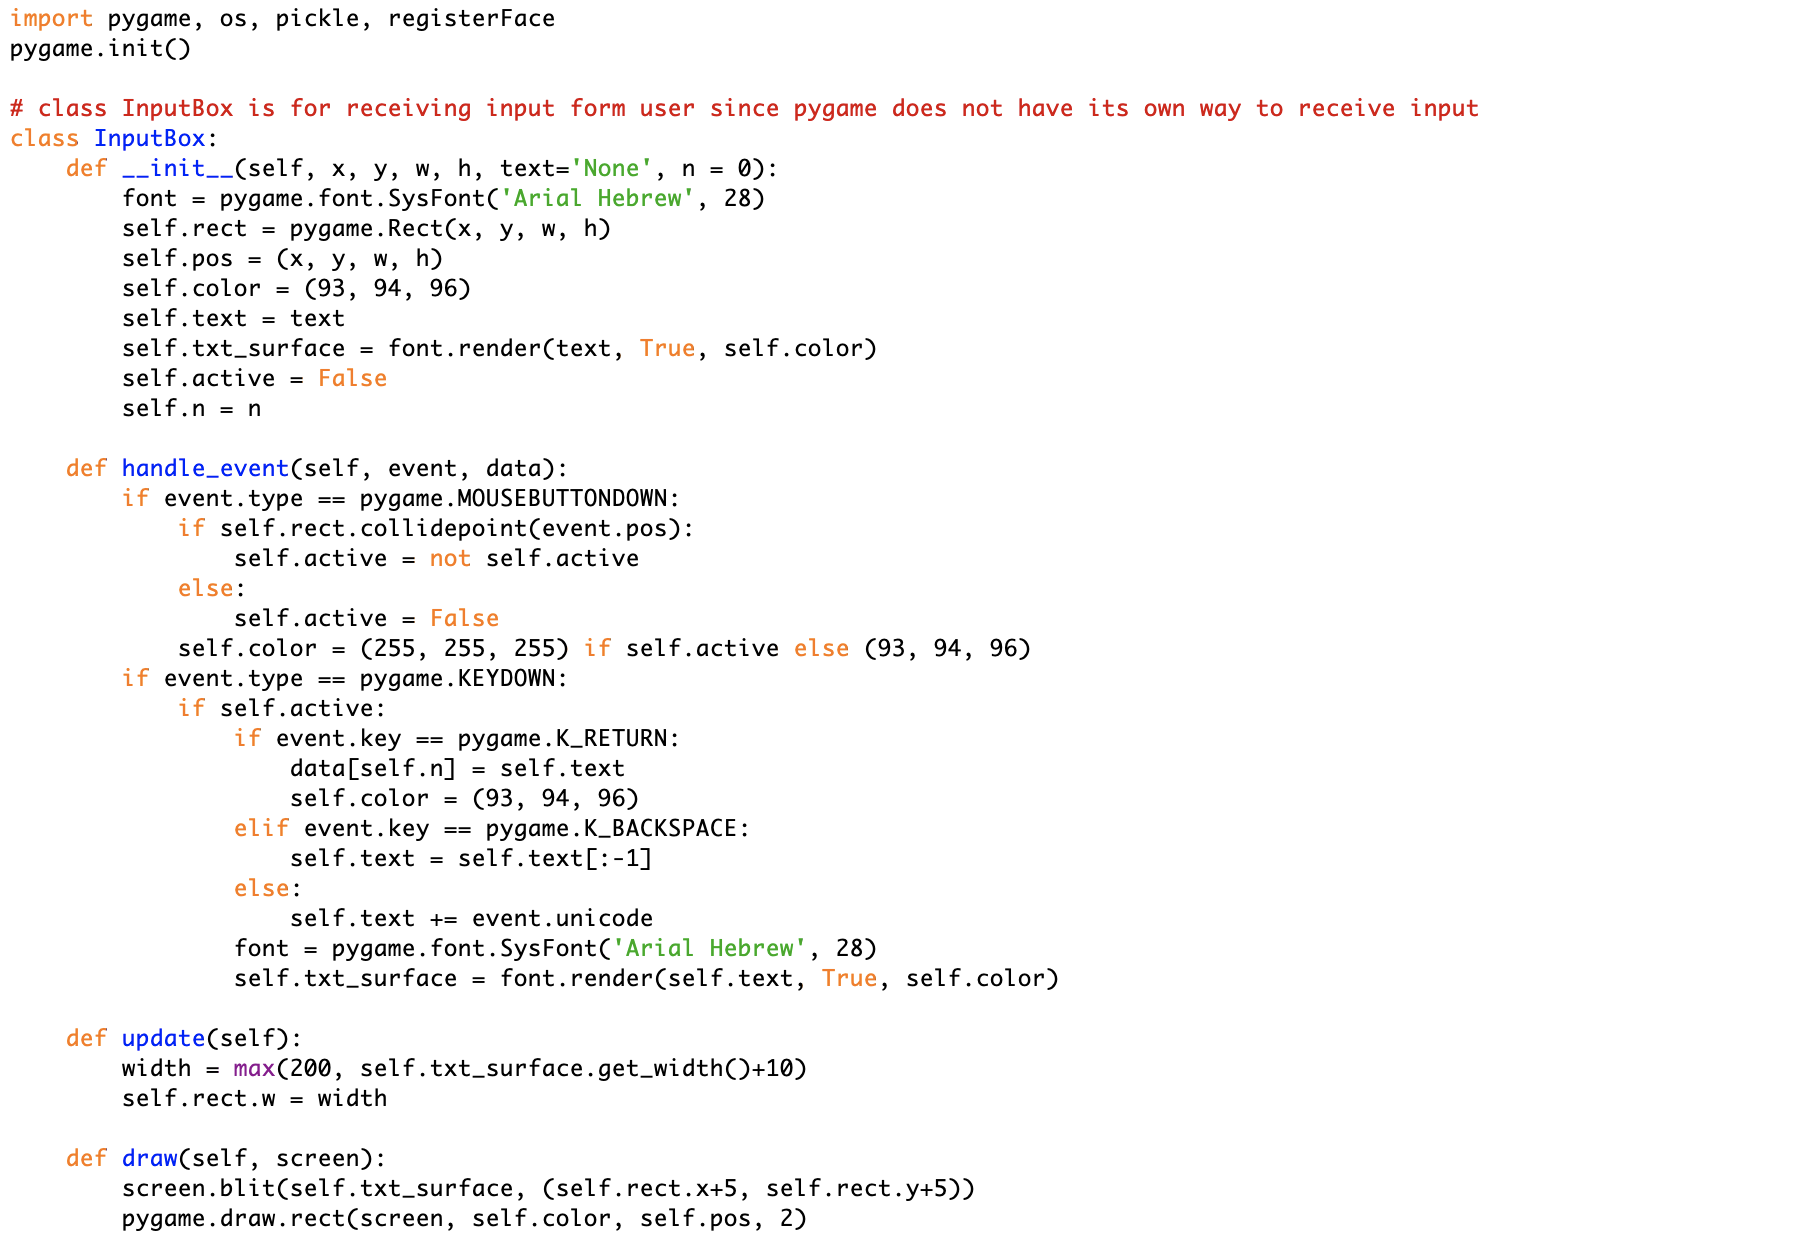 import pygame, os, pickle, registerFace
pygame.init()

# class InputBox is for receiving input form user since pygame does not have its own way to receive input
class InputBox:
    def __init__(self, x, y, w, h, text='None', n = 0):
        font = pygame.font.SysFont('Arial Hebrew', 28)
        self.rect = pygame.Rect(x, y, w, h)
        self.pos = (x, y, w, h)
        self.color = (93, 94, 96)
        self.text = text
        self.txt_surface = font.render(text, True, self.color)
        self.active = False
        self.n = n

    def handle_event(self, event, data):
        if event.type == pygame.MOUSEBUTTONDOWN:
            if self.rect.collidepoint(event.pos):
                self.active = not self.active
            else:
                self.active = False
            self.color = (255, 255, 255) if self.active else (93, 94, 96)
        if event.type == pygame.KEYDOWN:
            if self.active:
                if event.key == pygame.K_RETURN:
                    data[self.n] = self.text
                    self.color = (93, 94, 96)
                elif event.key == pygame.K_BACKSPACE:
                    self.text = self.text[:-1]
                else:
                    self.text += event.unicode
                font = pygame.font.SysFont('Arial Hebrew', 28)
                self.txt_surface = font.render(self.text, True, self.color)

    def update(self):
        width = max(200, self.txt_surface.get_width()+10)
        self.rect.w = width

    def draw(self, screen):
        screen.blit(self.txt_surface, (self.rect.x+5, self.rect.y+5))
        pygame.draw.rect(screen, self.color, self.pos, 2)